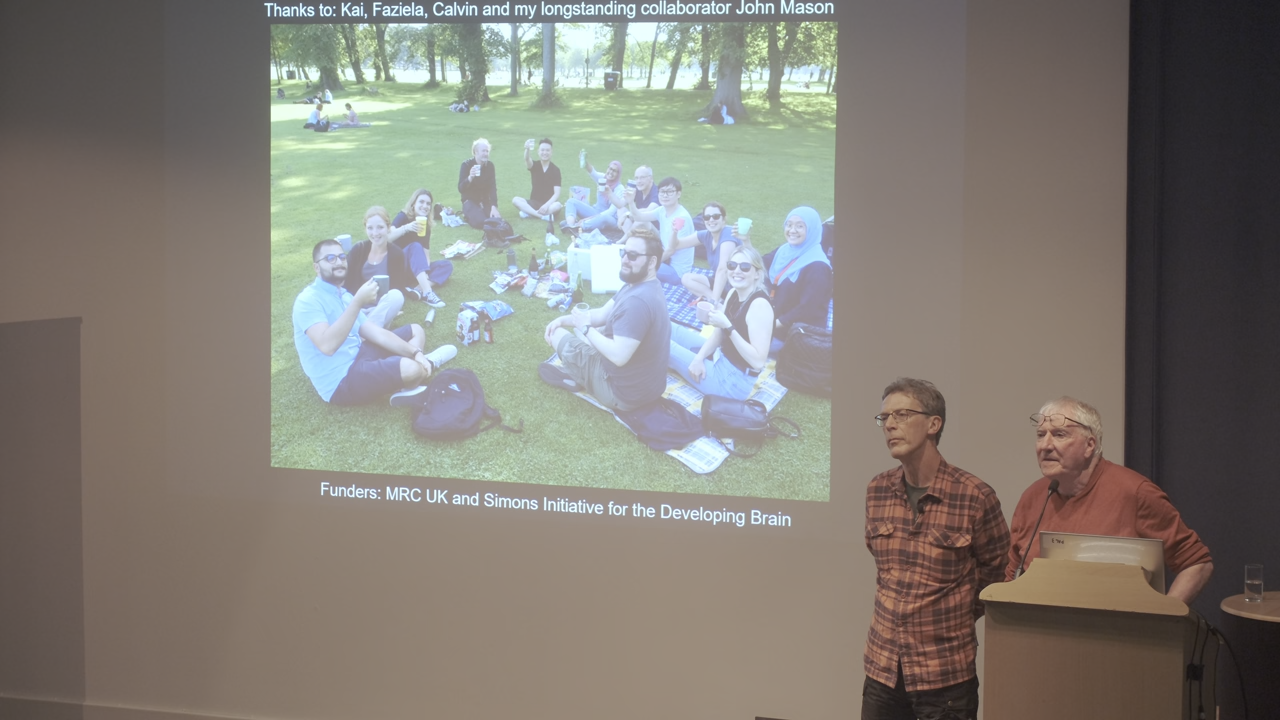 Thanks to: Kai, Faziela, Calvin and my longstanding collaborator John Mason
Funders: MRC UK and Simons Initiative for the Developing Brain